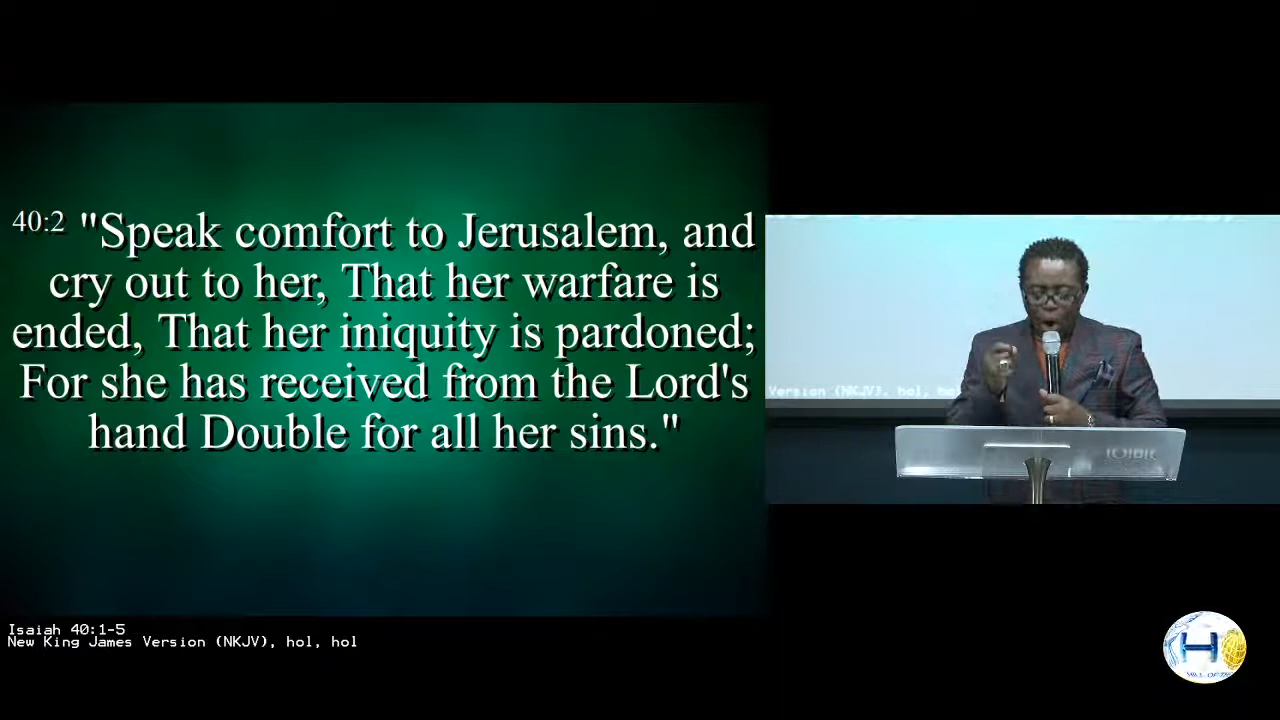 40:2 "Speak comfort to Jerusalem, and
cry out to her, That her warfare is
ended, That her iniquity is pardoned;
For she has received from the Lord's
hand Double for all her sins."
Version (NKJV), hol,
Isaiah 40:1-5
New King James Version (NKJV), hol, hol
H